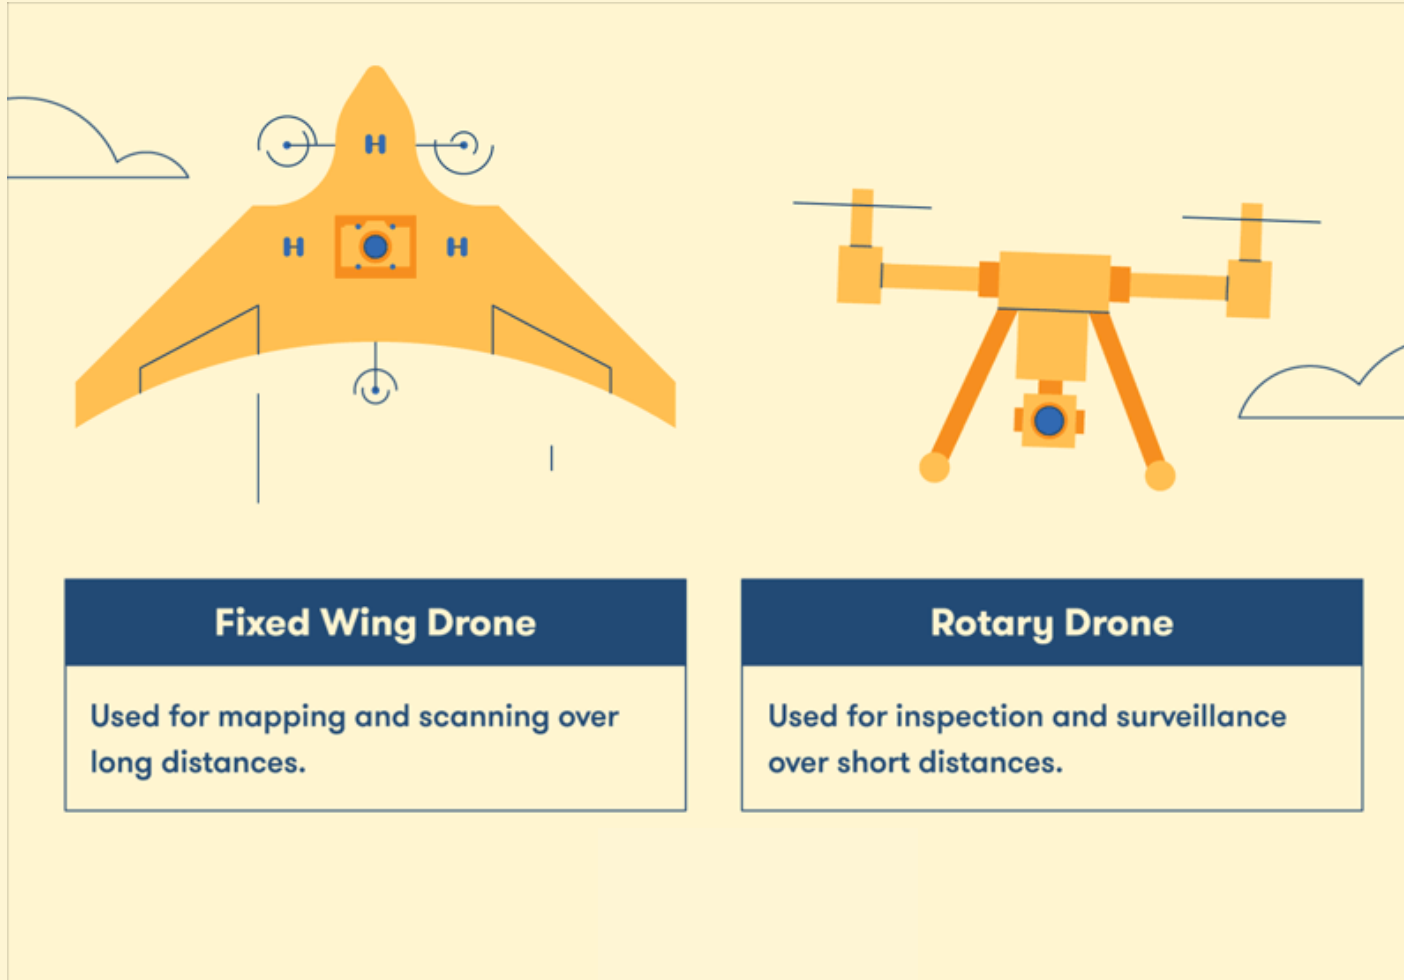 H
H
H
Fixed Wing Drone
Used for mapping and scanning over
long distances.
Rotary Drone
Used for inspection and surveillance
over short distances.